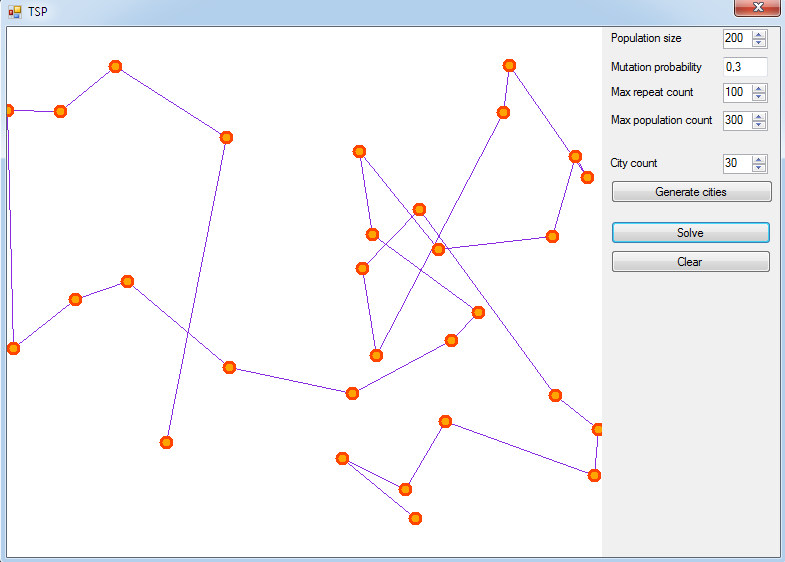 TSP
Population size 200
Mutation probability 0,3
Max repeat count 100
Max population count 300
City count 30
Generate cities
Solve
Clear